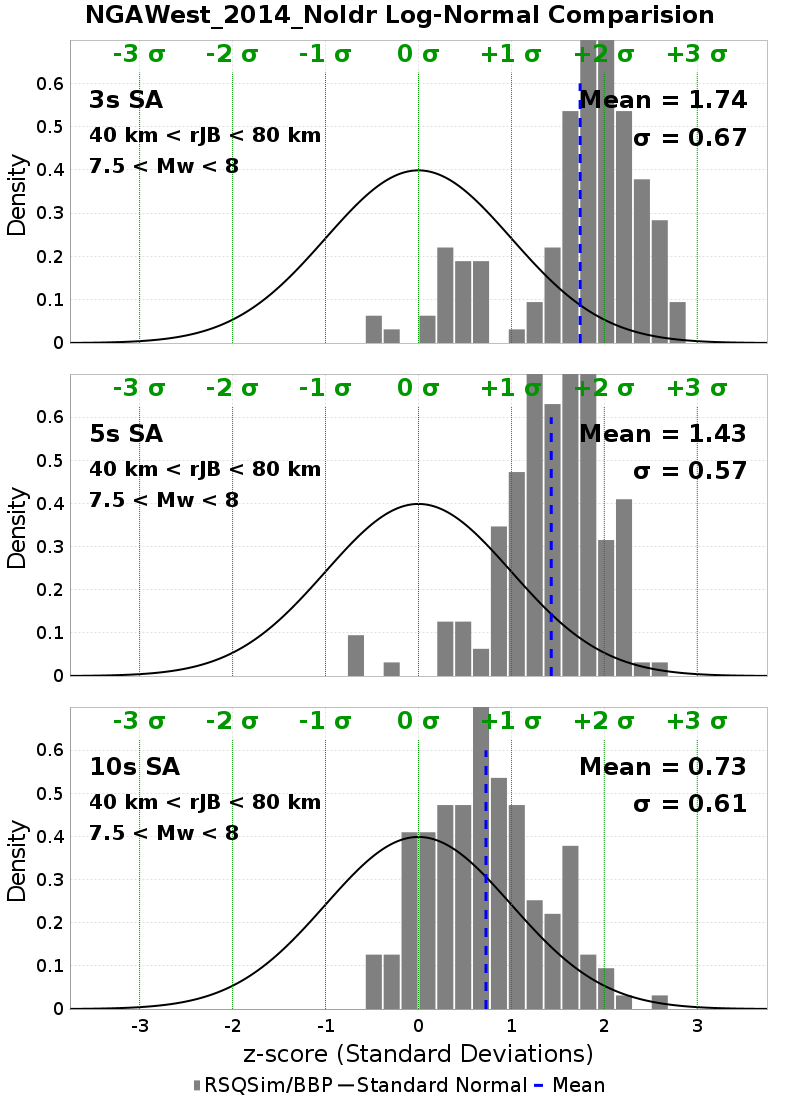 NGAWest_2014_NoIdr Log-Normal Comparision
-3 σ -2 σ -1 σ 0 σ +1 σ +2 σ +3 σ
3s SA
Mean = 1.74
40 km < rJB < 80 km
σ = 0.67
7.5 < Mw < 8
Density
0.6
0.5
0.4
0.3
0.2
0.1
0
-3 σ -2 σ -1 σ 0 σ +1 σ +2 σ +3 σ
5s SA
Mean = 1.43
40 km < rJB < 80 km
σ = 0.57
7.5 < Mw < 8
Density
0.6
0.5
0.4
0.3
0.2
0.1
0
-3 σ -2 σ -1 σ 0 σ +1 σ +2 σ +3 σ
10s SA
Mean = 0.73
40 km < rJB < 80 km
σ = 0.61
7.5 < Mw < 8
Density
0.6
0.5
0.4
0.3
0.2
0.1
0
-3 -2 -1 0 1 2 3
z-score (Standard Deviations)
RSQSim/BBP Standard Normal Mean